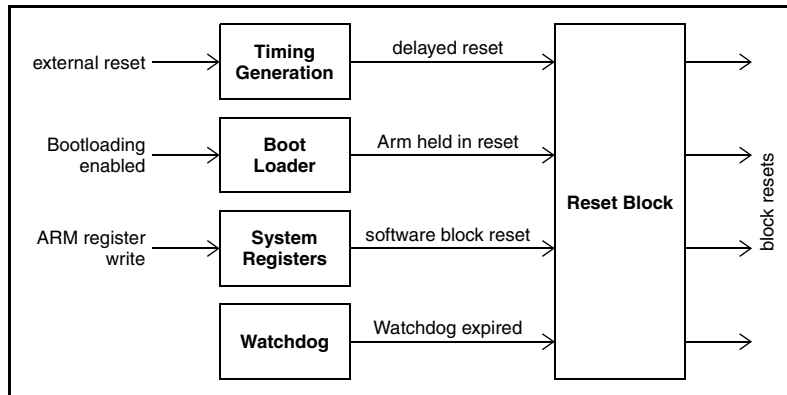 external reset
Timing
Generation
delayed reset
Bootloading
enabled
Boot
Loader
Arm held in reset
ARM register
write
System
Registers
software block reset
Watchdog
Watchdog expired
Reset Block
block resets